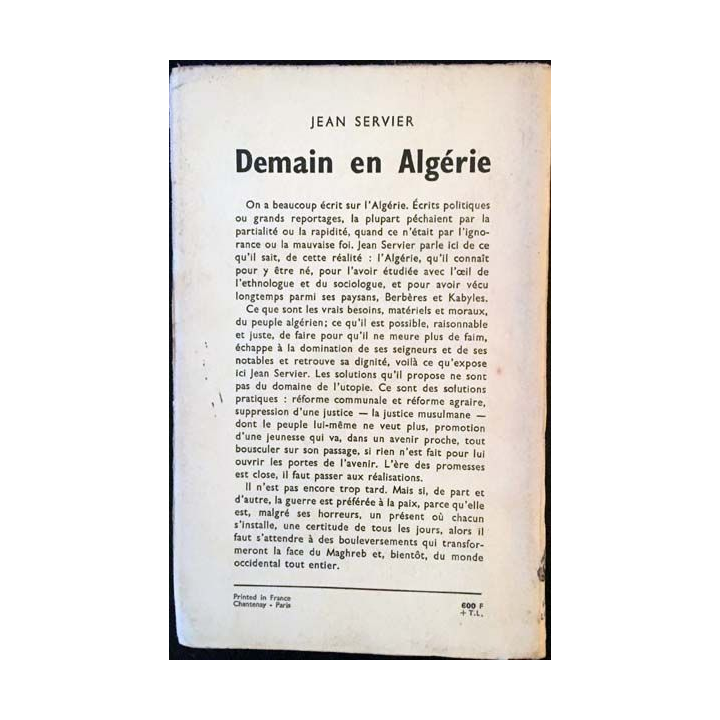 JEAN SERVIER
Demain en Algérie
On a beaucoup écrit sur l'Algérie. Écrits politiques
ou grands reportages, la plupart péchaient par la
partialité ou la rapidité, quand ce n'était par l'igno-
rance ou la mauvaise foi. Jean Servier parle ici de ce
qu'il sait, de cette réalité : l'Algérie, qu'il connaît
pour y être né, pour l'avoir étudiée avec l'œil de
l'ethnologue et du sociologue, et pour avoir vécu
longtemps parmi ses paysans, Berbères et Kabyles.
Ce que sont les vrais besoins, matériels et moraux,
du peuple algérien; ce qu'il est possible, raisonnable
et juste, de faire pour qu'il ne meure plus de faim,
échappe à la domination de ses seigneurs et de ses
notables et retrouve sa dignité, voilà ce qu'expose
ici Jean Servier. Les solutions qu'il propose ne sont
pas du domaine de l'utopie. Ce sont des solutions
pratiques : réforme communale et réforme agraire,
suppression d'une justice — la justice musulmane —
dont le peuple lui-même ne veut plus, promotion
d'une jeunesse qui va, dans un avenir proche, tout
bousculer sur son passage, si rien n'est fait pour lui
ouvrir les portes de l'avenir. L'ère des promesses
est close, il faut passer aux réalisations.
Il n'est pas encore trop tard. Mais si, de part et
d'autre, la guerre est préférée à la paix, parce qu'elle
est, malgré ses horreurs, un présent où chacun
s'installe, une certitude de tous les jours, alors il
faut s'attendre à des bouleversements qui transfor-
meront la face du Maghreb et, bientôt, du monde
occidental tout entier.
Printed in France
Chantenay - Paris
600 F
+ T.L.